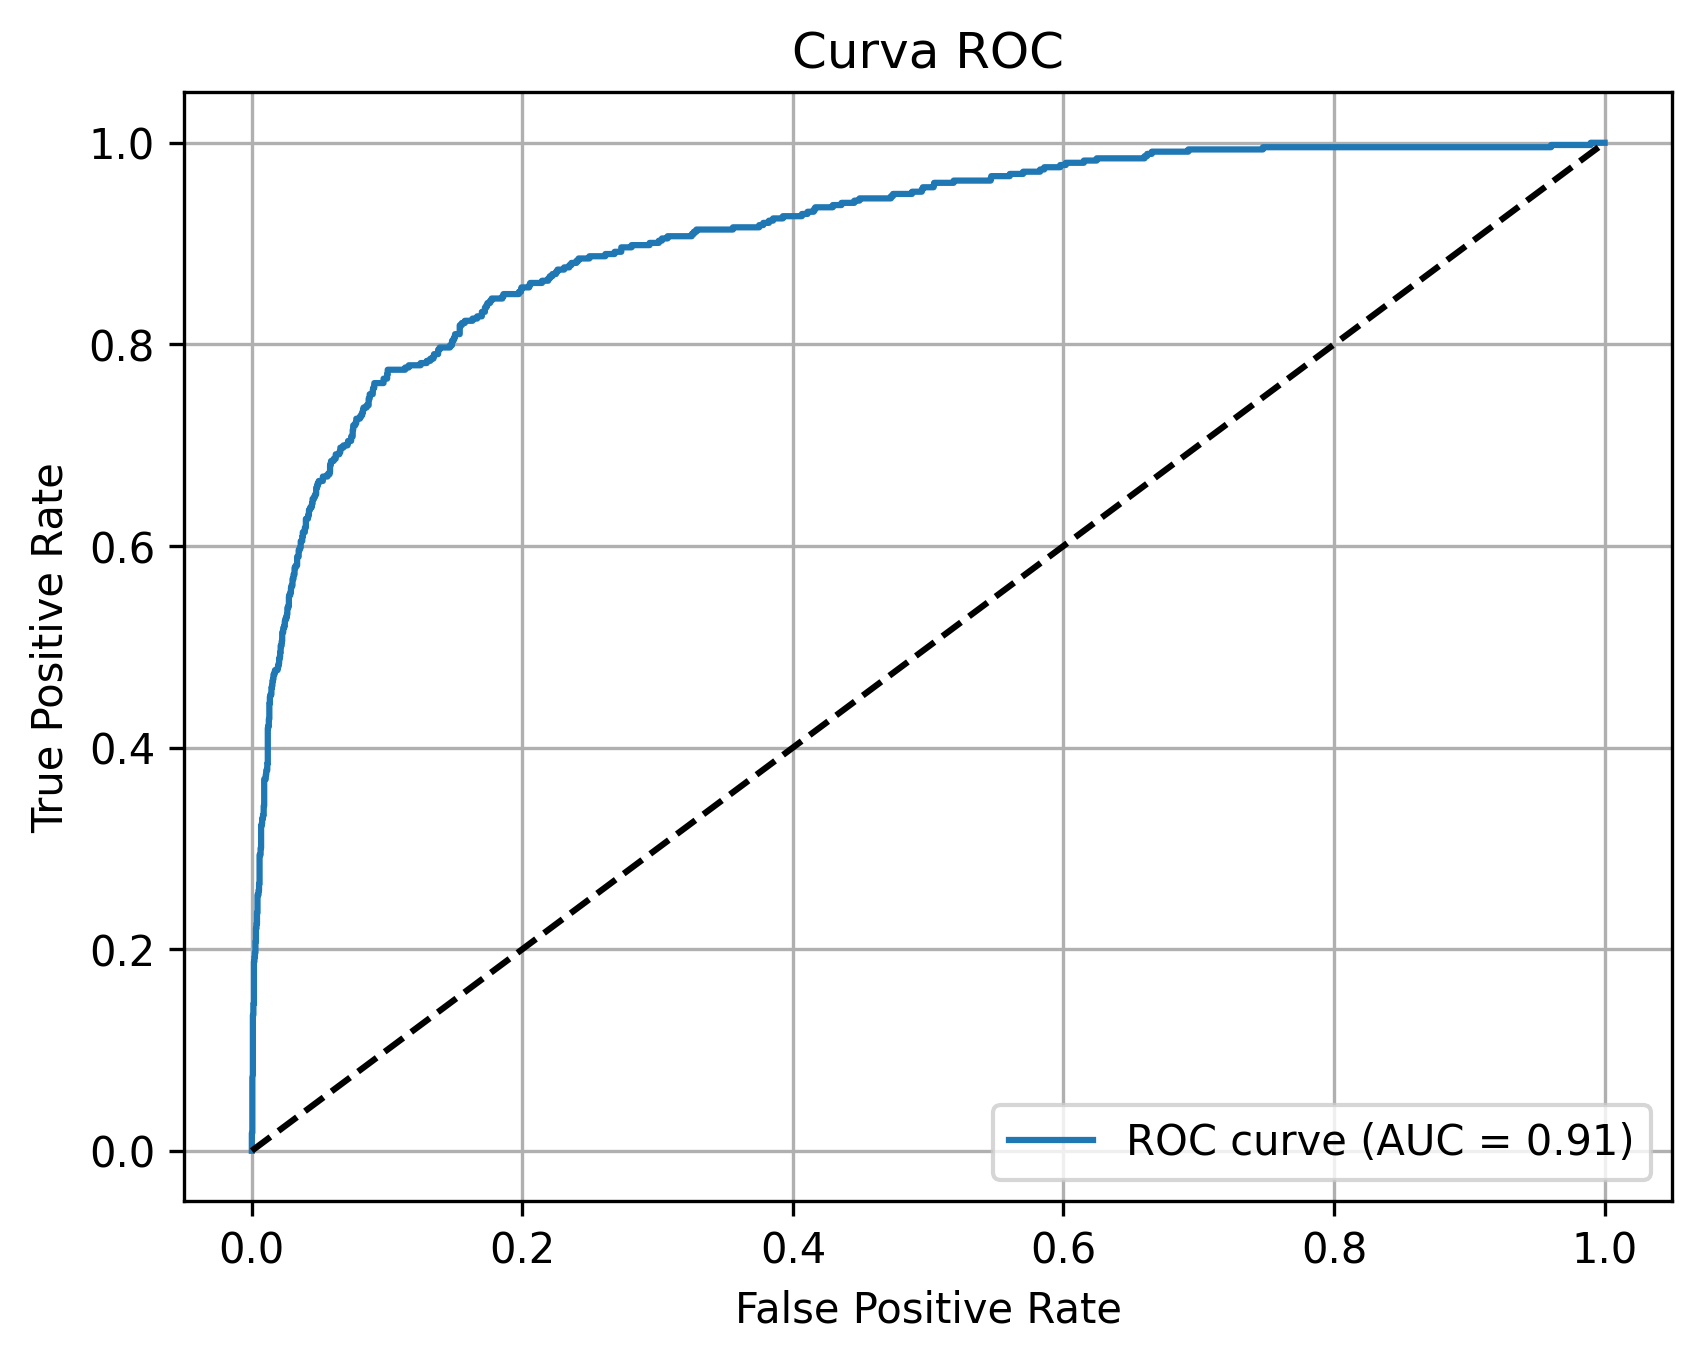 Curva ROC
1.0
0.8
0.6
0.4
0.2
0.0
True Positive Rate
ROC curve (AUC = 0.91)
0.0 0.2 0.4 0.6 0.8 1.0
False Positive Rate